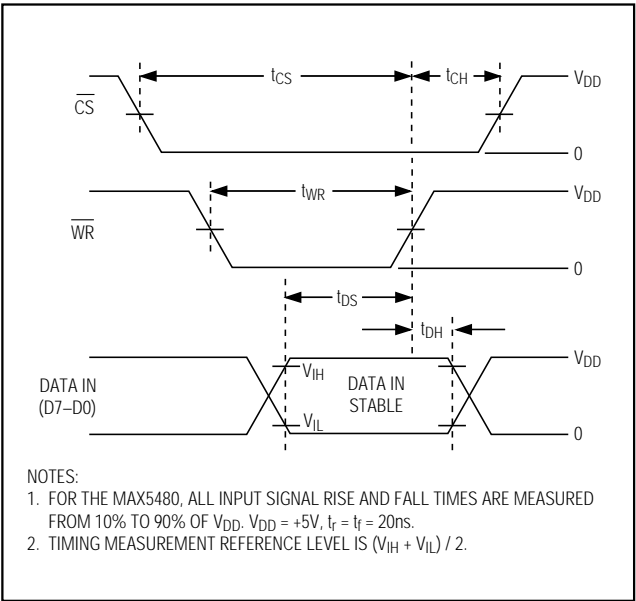 tCS
tCH
VDD
CS
0
tWR
VDD
WR
0
tDS
tDH
VDD
VIH
DATA IN
(D7–D0)
DATA IN
STABLE
VIL
0
NOTES:
1. FOR THE MAX5480, ALL INPUT SIGNAL RISE AND FALL TIMES ARE MEASURED
FROM 10% TO 90% OF VDD. VDD = +5V, tr = tf = 20ns.
2. TIMING MEASUREMENT REFERENCE LEVEL IS (VIH + VIL) / 2.